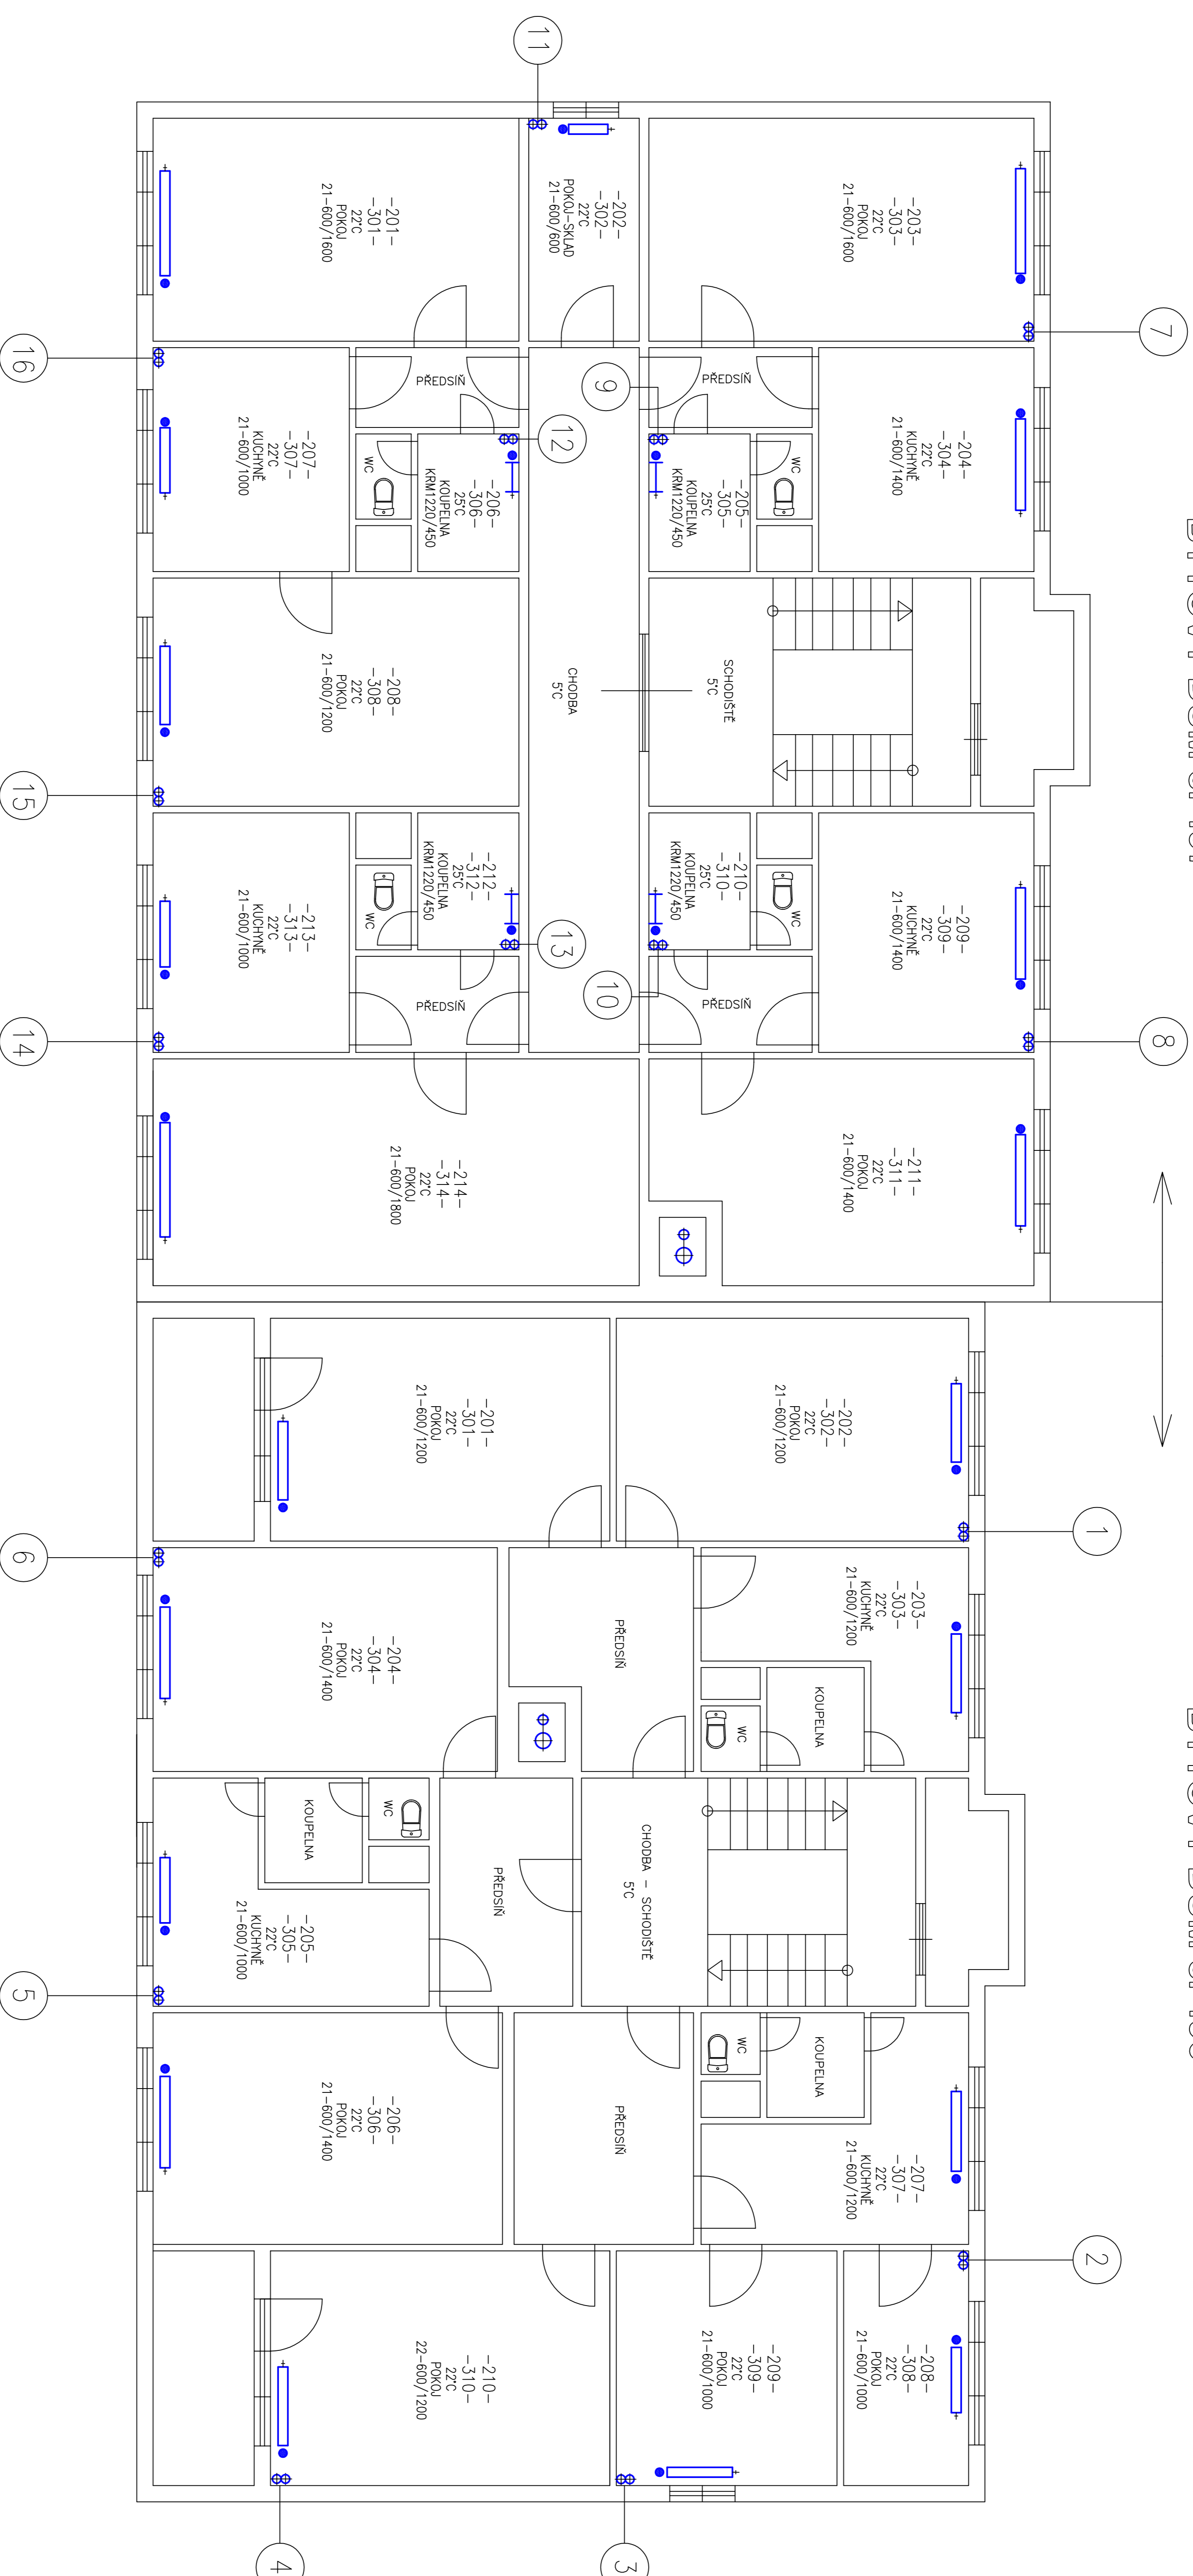 11
7
-201-
-301-
22°C
POKOJ
21-600/1600
-202-
-302-
22°C
POKOJ-SKLAD
21-600/600
-203-
-303-
22°C
POKOJ
21-600/1600
16
9
12
PŘEDSÍŇ
PŘEDSÍŇ
-207-
-307-
22°C
KUCHYNĚ
21-600/1000
WC
-206-
-306-
25°C
KOUPELNA
KRM1220/450
-205-
-305-
25°C
KOUPELNA
KRM1220/450
WC
-204-
-304-
22°C
KUCHYNĚ
21-600/1400
-208-
-308-
22°C
POKOJ
21-600/1200
CHODBA
5°C
SCHODIŠTĚ
5°C
15
-213-
-313-
22°C
KUCHYNĚ
21-600/1000
WC
-212-
-312-
25°C
KOUPELNA
KRM1220/450
-210-
-310-
25°C
KOUPELNA
KRM1220/450
WC
-209-
-309-
22°C
KUCHYNĚ
21-600/1400
13
10
PŘEDSÍŇ
PŘEDSÍŇ
14
8
-214-
-314-
22°C
POKOJ
21-600/1800
-211-
-311-
22°C
POKOJ
21-600/1400
-201-
-301-
22°C
POKOJ
21-600/1200
-202-
-302-
22°C
POKOJ
21-600/1200
1
6
-204-
-304-
22°C
POKOJ
21-600/1400
PŘEDSÍŇ
-203-
-303-
22°C
KUCHYNĚ
21-600/1200
KOUPELNA
WC
KOUPELNA
WC
PŘEDSÍŇ
CHODBA - SCHODIŠTĚ
5°C
-205-
-305-
22°C
KUCHYNĚ
21-600/1000
5
-206-
-306-
22°C
POKOJ
21-600/1400
PŘEDSÍŇ
WC
KOUPELNA
-207-
-307-
22°C
KUCHYNĚ
21-600/1200
2
-210-
-310-
22°C
POKOJ
22-600/1200
-209-
-309-
22°C
POKOJ
21-600/1000
-208-
-308-
22°C
POKOJ
21-600/1000
4
3